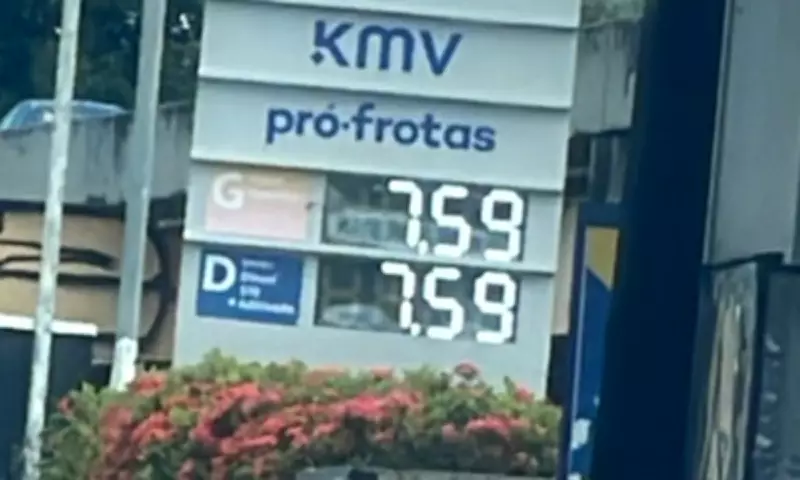 KMV
pró-frotas
G
7.59
D Diesel
S10
+ Aditivado
7.59